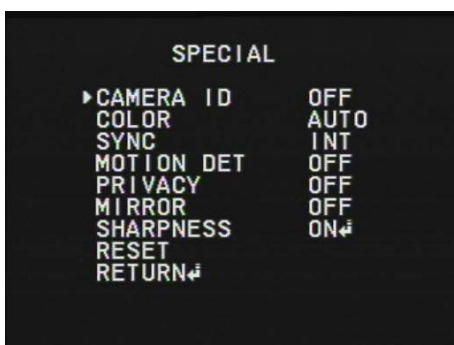 SPECIAL
▶CAMERA ID OFF
COLOR AUTO
SYNC INT
MOTION DET OFF
PRIVACY OFF
MIRROR OFF
SHARPNESS ON↲
RESET
RETURN↲